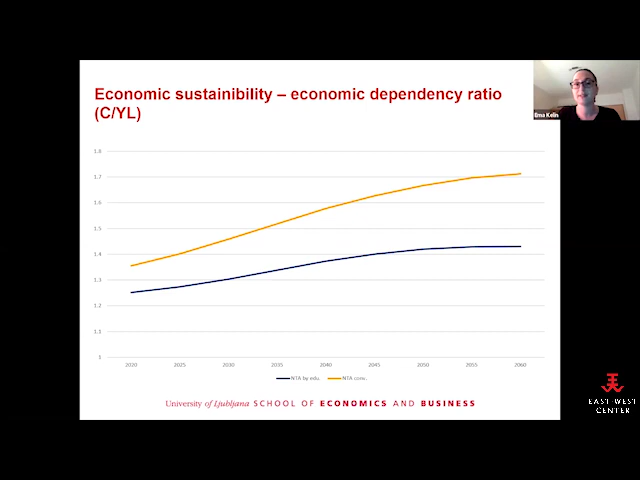 Economic sustainibility – economic dependency ratio
(C/YL)
Ema Kelin
1.8
1.7
1.6
1.5
1.4
1.3
1.2
1.1
1
2020 2025 2030 2035 2040 2045 2050 2055 2060
NTA by edu. NTA conv.
University of Ljubljana SCHOOL OF ECONOMICS AND BUSINESS
EAST-WEST
CENTER